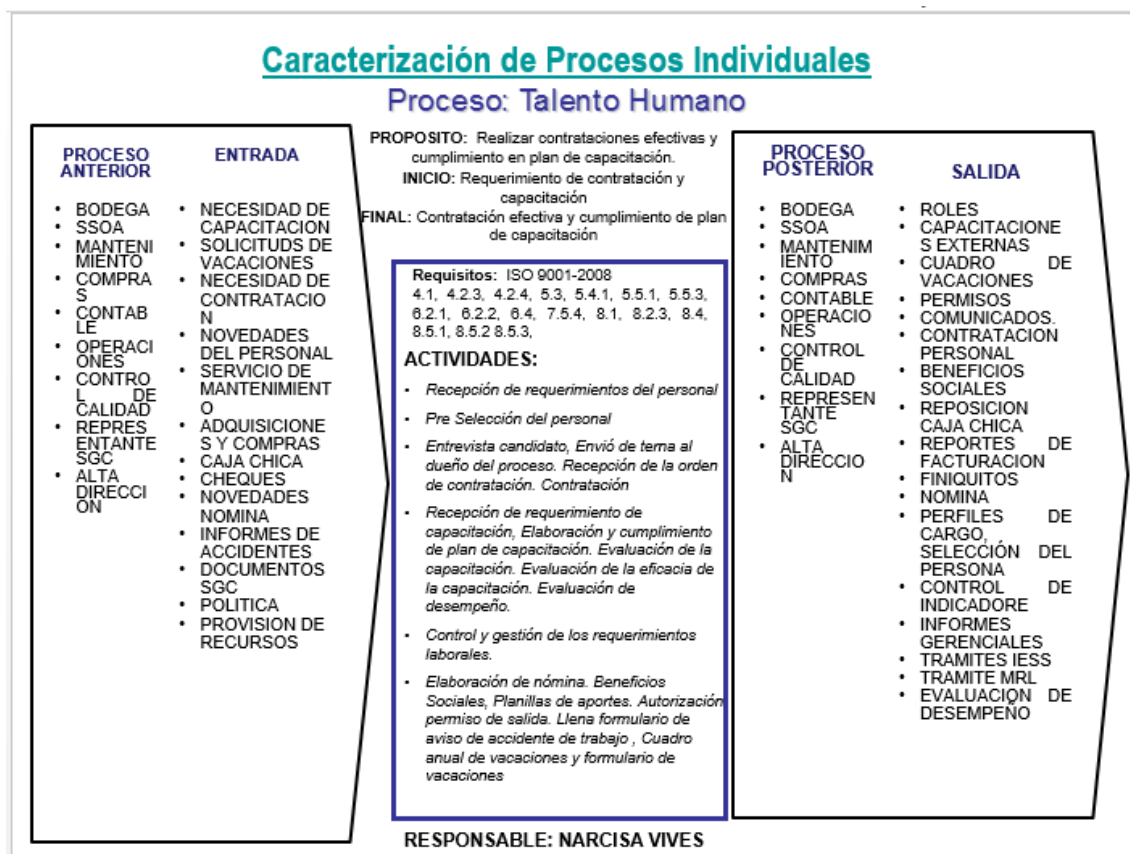 Caracterización de Procesos Individuales
Proceso: Talento Humano
PROCESO
ANTERIOR
• BODEGA
• SSOA
• MANTENI
MIENTO
• COMPRA
S
• CONTAB
LE
• OPERACI
ONES
• CONTRO
L DE
CALIDAD
• REPRES
ENTANTE
SGC
• ALTA
DIRECCI
ON
ENTRADA
• NECESIDAD DE
CAPACITACION
• SOLICITUDS DE
VACACIONES
• NECESIDAD DE
CONTRATACIO
N
• NOVEDADES
DEL PERSONAL
• SERVICIO DE
MANTENIMIENT
O
• ADQUISICIONE
S Y COMPRAS
• CAJA CHICA
• CHEQUES
• NOVEDADES
NOMINA
• INFORMES DE
ACCIDENTES
• DOCUMENTOS
SGC
• POLITICA
• PROVISION DE
RECURSOS
PROPOSITO: Realizar contrataciones efectivas y
cumplimiento en plan de capacitación.
INICIO: Requerimiento de contratación y
capacitación
FINAL: Contratación efectiva y cumplimiento de plan
de capacitación
Requisitos: ISO 9001-2008
4.1, 4.2.3, 4.2.4, 5.3, 5.4.1, 5.5.1, 5.5.3,
6.2.1, 6.2.2, 6.4, 7.5.4, 8.1, 8.2.3, 8.4,
8.5.1, 8.5.2 8.5.3,
ACTIVIDADES:
• Recepción de requerimientos del personal
• Pre Selección del personal
• Entrevista candidato, Envió de terna al
dueño del proceso. Recepción de la orden
de contratación. Contratación
• Recepción de requerimiento de
capacitación, Elaboración y cumplimiento
de plan de capacitación. Evaluación de la
capacitación. Evaluación de la eficacia de
la capacitación. Evaluación de
desempeño.
• Control y gestión de los requerimientos
laborales.
• Elaboración de nómina. Beneficios
Sociales, Planillas de aportes. Autorización
permiso de salida. Llena formulario de
aviso de accidente de trabajo , Cuadro
anual de vacaciones y formulario de
vacaciones
RESPONSABLE: NARCISA VIVES
PROCESO
POSTERIOR
• BODEGA
• SSOA
• MANTENIM
IENTO
• COMPRAS
• CONTABLE
• OPERACIO
NES
• CONTROL
DE
CALIDAD
• REPRESEN
TANTE
SGC
• ALTA
DIRECCIO
N
SALIDA
• ROLES
• CAPACITACIONE
S EXTERNAS
• CUADRO DE
VACACIONES
• PERMISOS
• COMUNICADOS.
• CONTRATACION
PERSONAL
• BENEFICIOS
SOCIALES
• REPOSICION
CAJA CHICA
• REPORTES DE
FACTURACION
• FINIQUITOS
• NOMINA
• PERFILES DE
CARGO,
SELECCIÓN DEL
PERSONA
• CONTROL DE
INDICADORE
• INFORMES
GERENCIALES
• TRAMITES IESS
• TRAMITE MRL
• EVALUACION DE
DESEMPEÑO